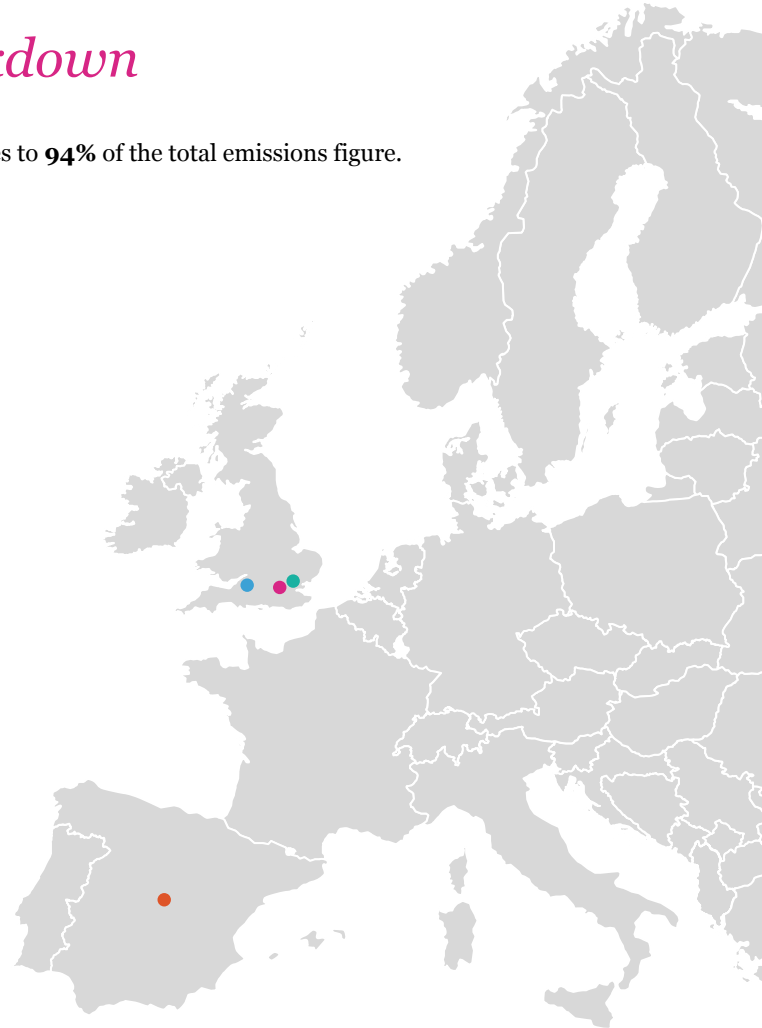 down
to **94%** of the total emissions figure.